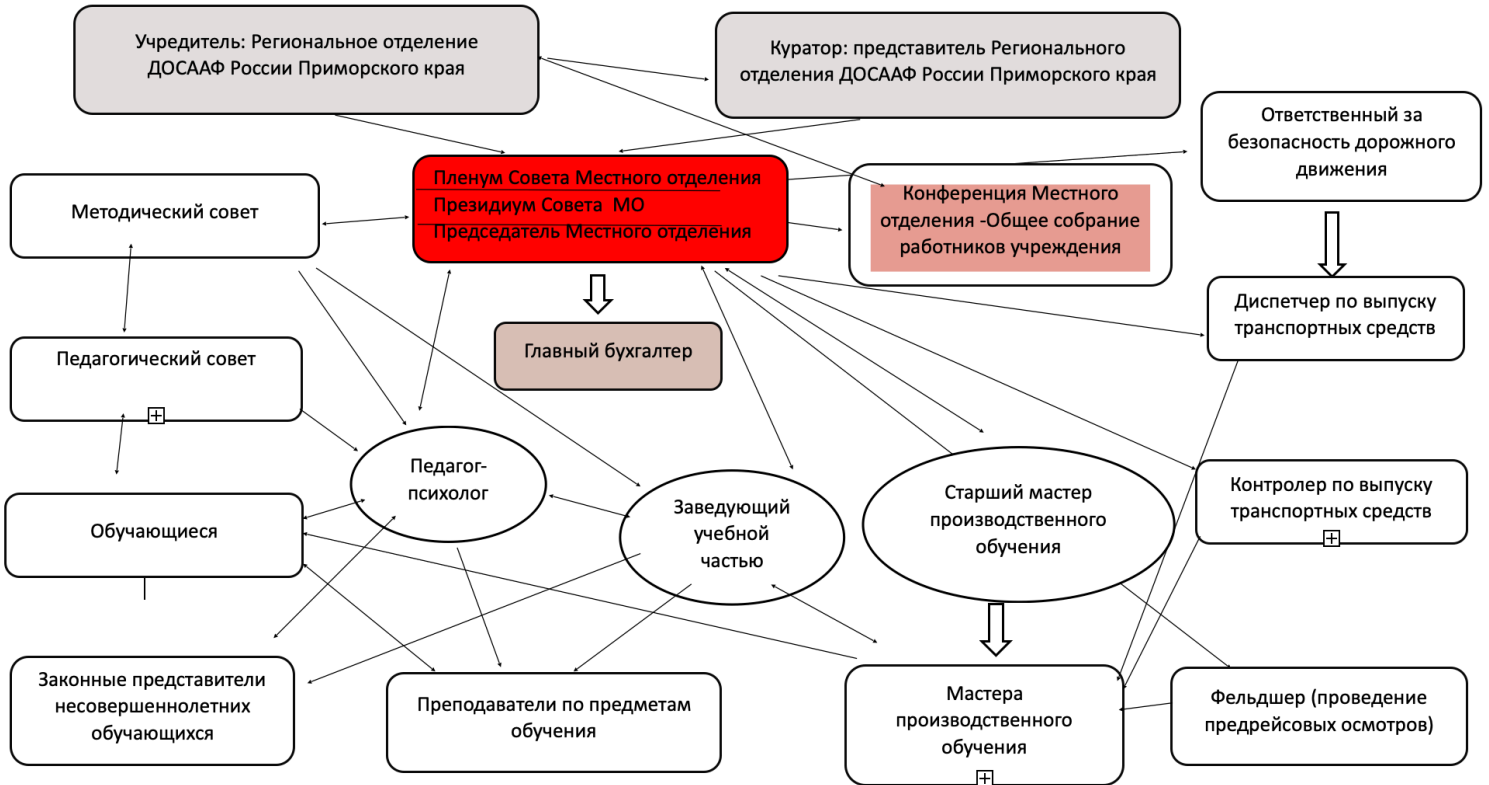 Учредитель: Региональное отделение
ДОСААФ России Приморского края
Куратор: представитель Регионального
отделения ДОСААФ России Приморского края
Ответственный за
безопасность дорожного
движения
Пленум Совета Местного отделения
Президиум Совета МО
Председатель Местного отделения
Конференция Местного
отделения -Общее собрание
работников учреждения
Методический совет
Диспетчер по выпуску
транспортных средств
Главный бухгалтер
Педагогический совет
Педагог-
психолог
Заведующий
учебной
частью
Старший мастер
производственного
обучения
Контролер по выпуску
транспортных средств
Обучающиеся
Законные представители
несовершеннолетних
обучающихся
Преподаватели по предметам
обучения
Мастера
производственного
обучения
Фельдшер (проведение
предрейсовых осмотров)